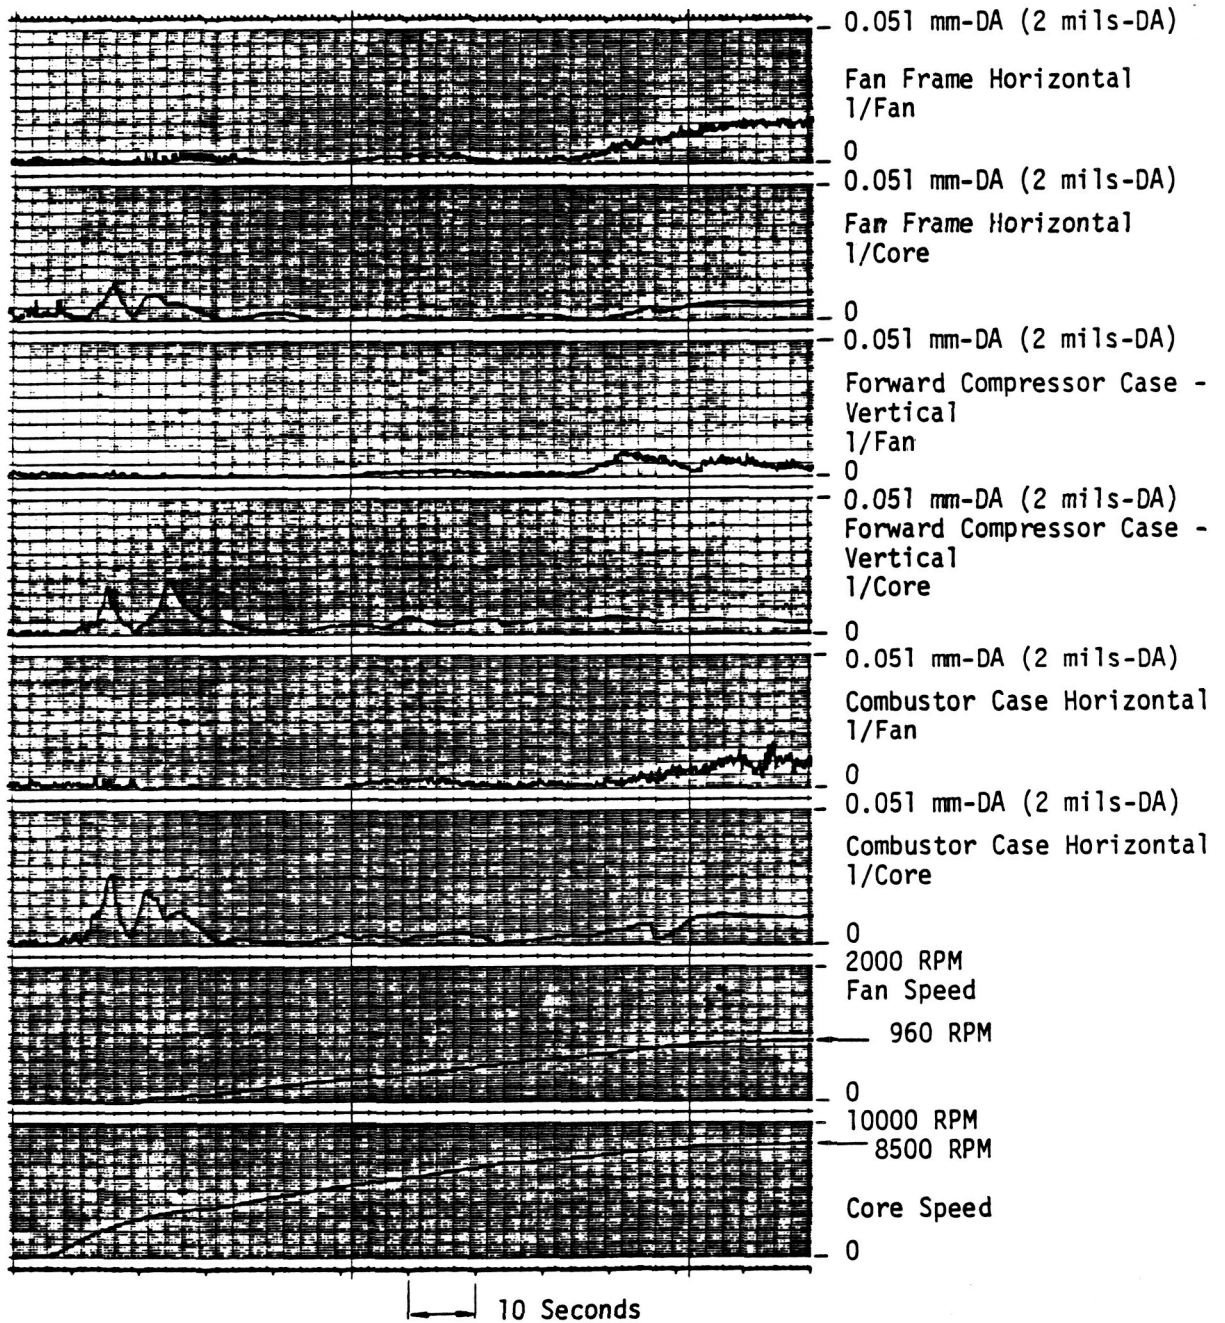 0.051 mm-DA (2 mils-DA)
Fan Frame Horizontal
1/Fan
0
0.051 mm-DA (2 mils-DA)
Fan Frame Horizontal
1/Core
0
0.051 mm-DA (2 mils-DA)
Forward Compressor Case -
Vertical
1/Fan
0
0.051 mm-DA (2 mils-DA)
Forward Compressor Case -
Vertical
1/Core
0
0.051 mm-DA (2 mils-DA)
Combustor Case Horizontal
1/Fan
0
0.051 mm-DA (2 mils-DA)
Combustor Case Horizontal
1/Core
0
2000 RPM
Fan Speed
960 RPM
0
10000 RPM
8500 RPM
Core Speed
0
10 Seconds